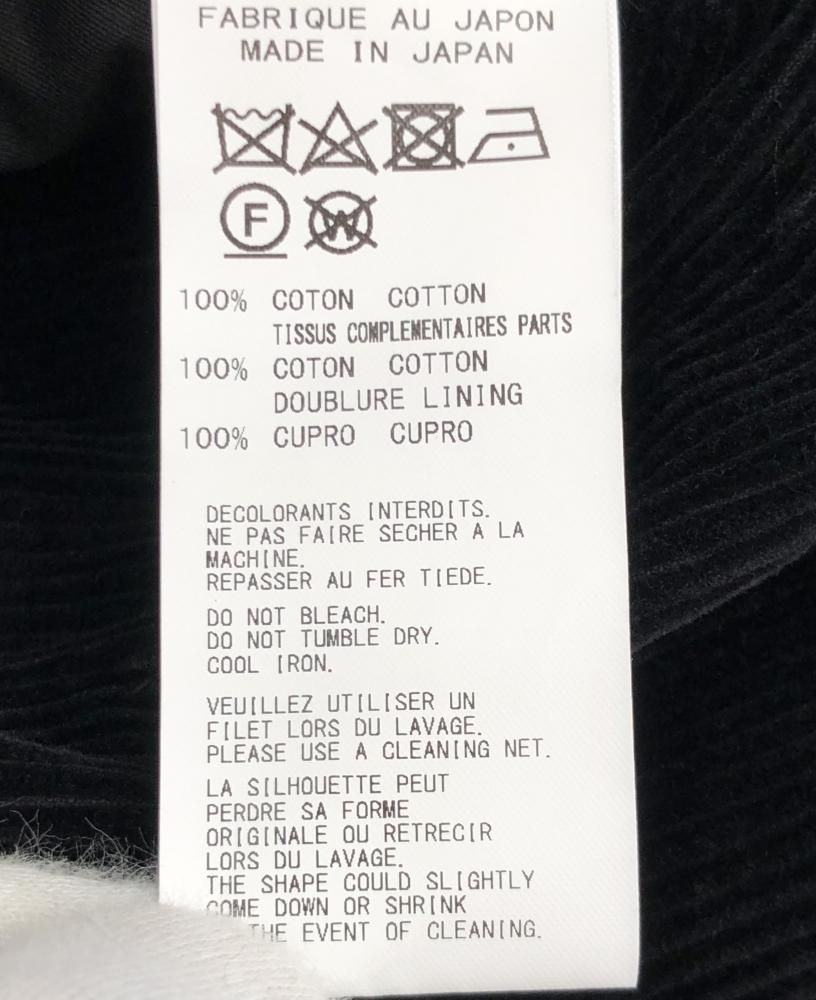 FABRIQUE AU JAPON
MADE IN JAPAN
F
W
100% COTON COTTON
TISSUS COMPLEMENTAIRES PARTS
100% COTON COTTON
DOUBLURE LINING
100% CUPRO CUPRO
DECOLORANTS INTERDITS.
NE PAS FAIRE SECHER A LA
MACHINE.
REPASSER AU FER TIEDE.
DO NOT BLEACH.
DO NOT TUMBLE DRY.
COOL IRON.
VEUILLEZ UTILISER UN
FILET LORS DU LAVAGE.
PLEASE USE A CLEANING NET.
LA SILHOUETTE PEUT
PERDRE SA FORME
ORIGINALE OU RETRECIR
LORS DU LAVAGE.
THE SHAPE COULD SLIGHTLY
COME DOWN OR SHRINK
THE EVENT OF CLEANING.